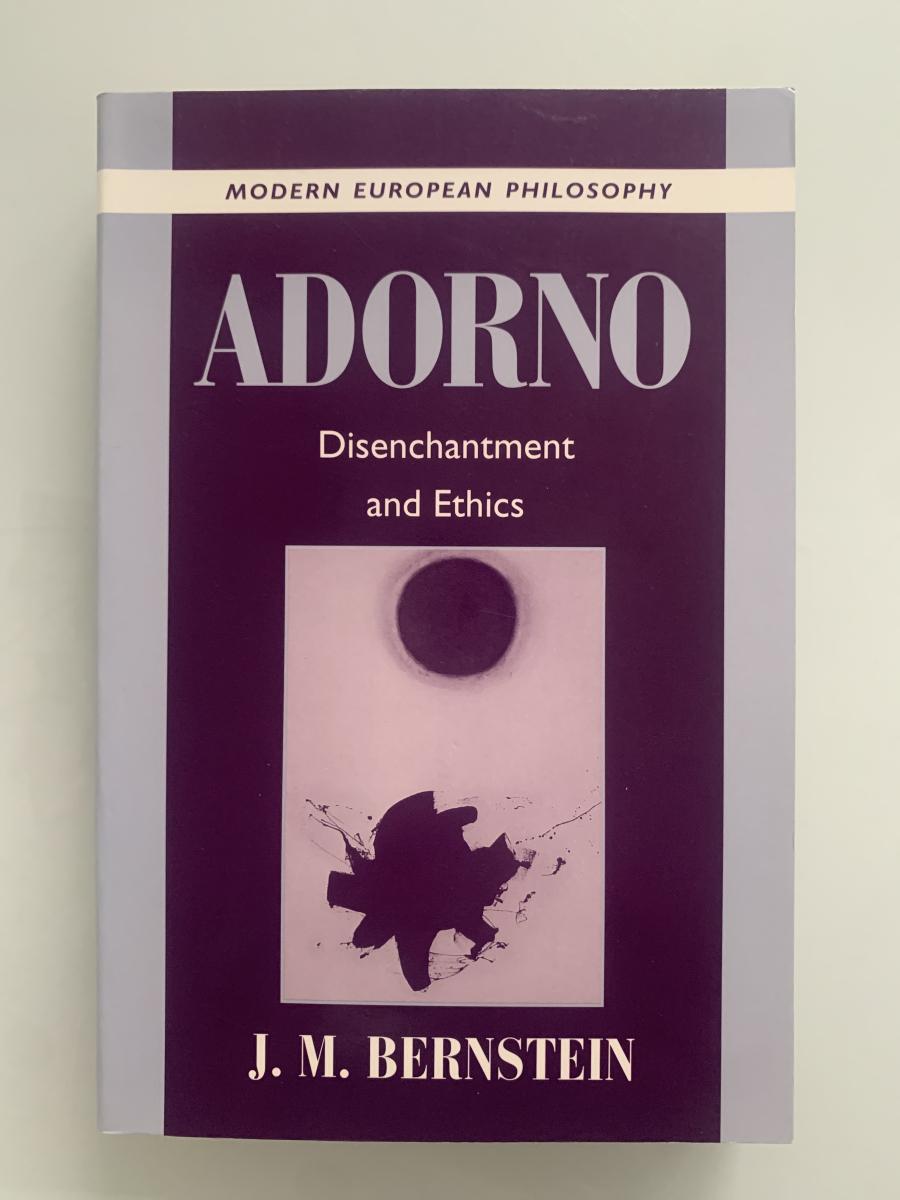 MODERN EUROPEAN PHILOSOPHY
ADORNO
Disenchantment
and Ethics
J. M. BERNSTEIN